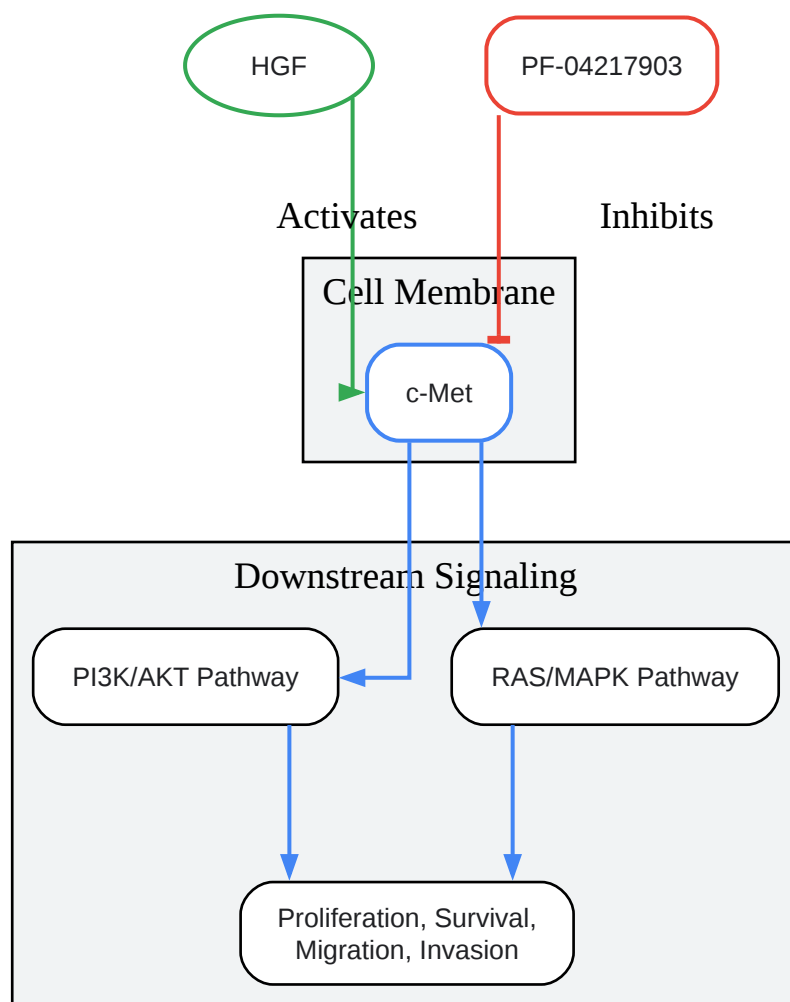 HGF
PF-04217903
Activates
Inhibits
Cell Membrane
c-Met
Downstream Signaling
PI3K/AKT Pathway
RAS/MAPK Pathway
Proliferation, Survival,
Migration, Invasion